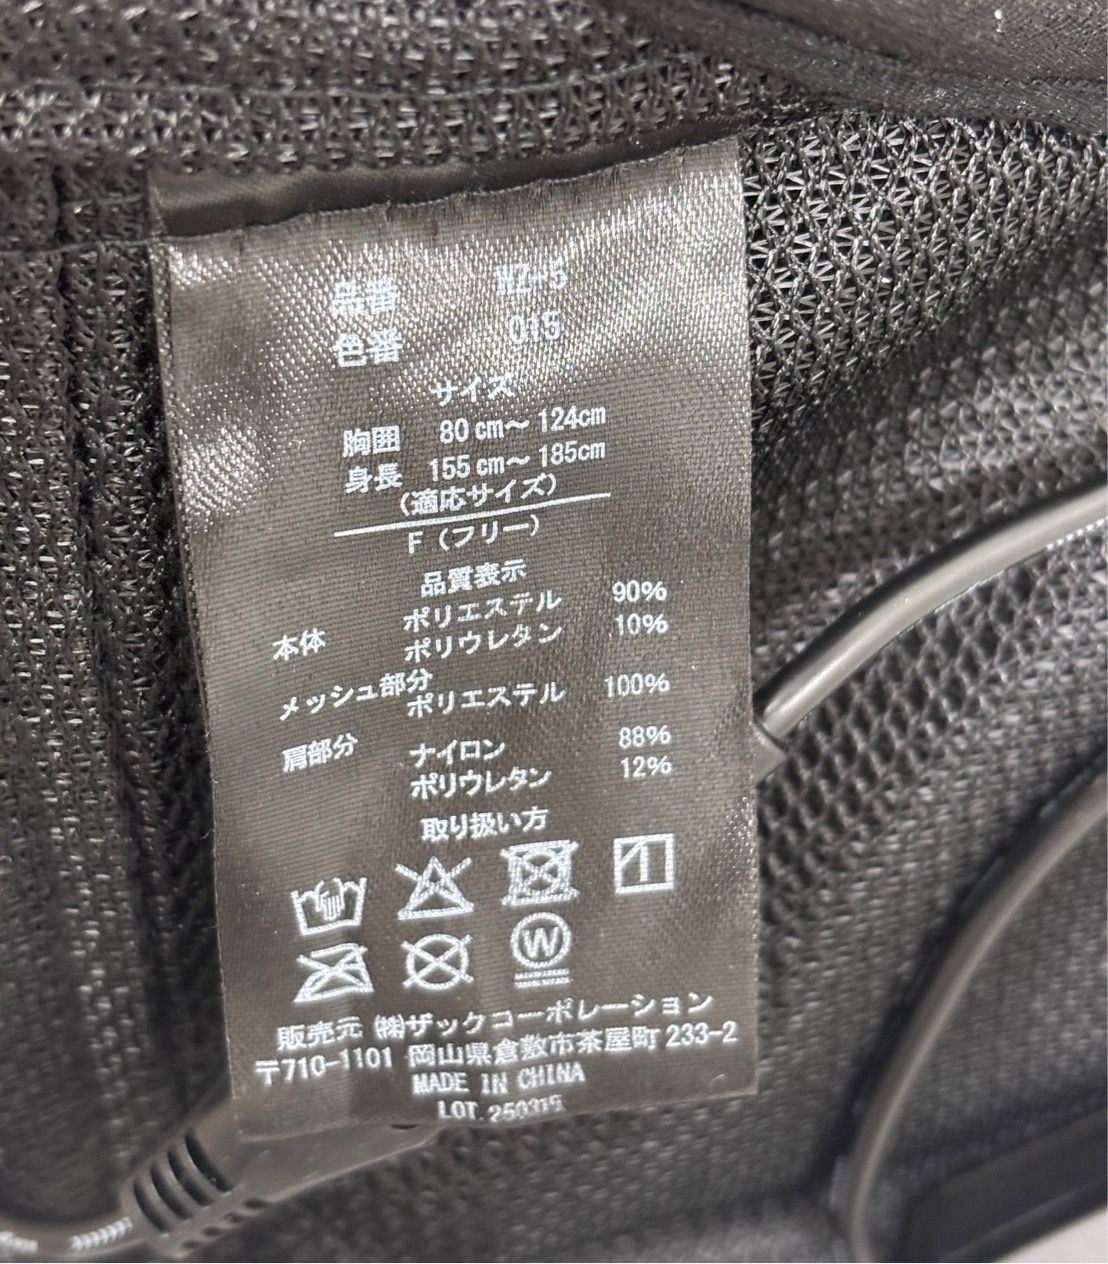 品番 WZ-5
色番 015
サイズ
胸囲 80cm〜124cm
身長 155cm〜185cm
(適応サイズ)
F (フリー)
品質表示
本体 ポリエステル 90%
ポリウレタン 10%
メッシュ部分
ポリエステル 100%
肩部分 ナイロン 88%
ポリウレタン 12%
取り扱い方
W
販売元 ㈱ザックコーポレーション
〒710-1101 岡山県倉敷市茶屋町 233-2
MADE IN CHINA
LOT.